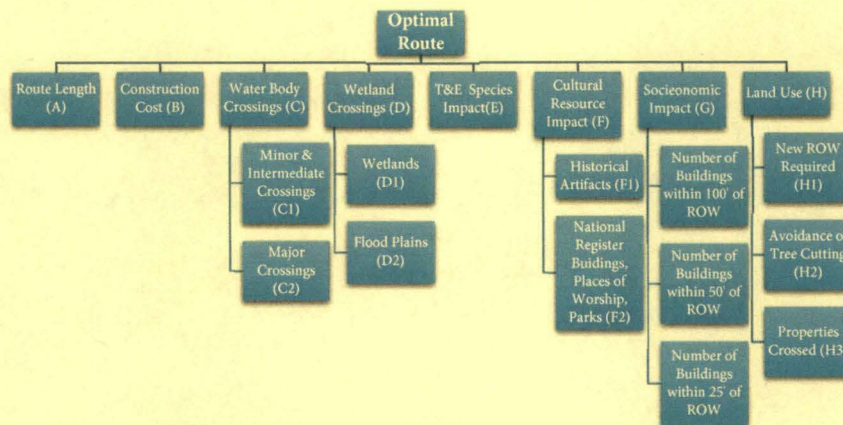 Optimal
Route
Route Length
(A)
Construction
Cost (B)
Water Body
Crossings (C)
Minor &
Intermediate
Crossings
(C1)
Major
Crossings
(C2)
Wetland
Crossings (D)
Wetlands
(D1)
Flood Plains
(D2)
T&E Species
Impact(E)
Cultural
Resource
Impact (F)
Historical
Artifacts (F1)
National
Register
Buidings,
Places of
Worship,
Parks (F2)
Socieonomic
Impact (G)
Number of
Buildings
within 100' of
ROW
Number of
Buildings
within 50' of
ROW
Number of
Buildings
within 25' of
ROW
Land Use (H)
New ROW
Required
(H1)
Avoidance o
Tree Cutting
(H2)
Properties
Crossed (H3